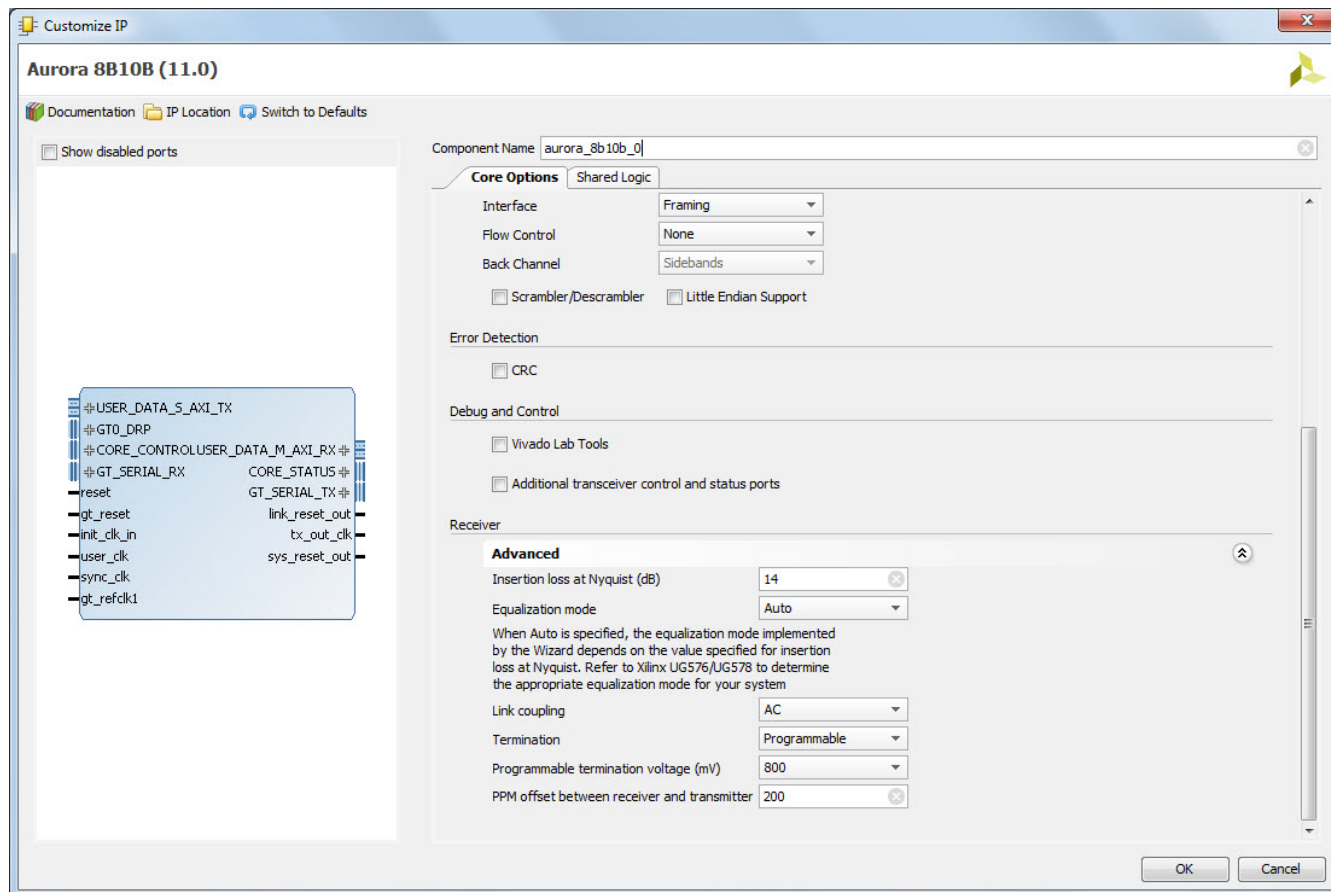 Customize IP
Aurora 8B10B (11.0)
Documentation IP Location Switch to Defaults
Show disabled ports
USER_DATA_S_AXI_TX
GT0_DRP
CORE_CONTROL USER_DATA_M_AXI_RX
GT_SERIAL_RX CORE_STATUS
reset GT_SERIAL_TX
gt_reset link_reset_out
init_clk_in tx_out_clk
user_clk sys_reset_out
sync_clk
gt_refclk1
Component Name aurora_8b10b_0
Core Options Shared Logic
Interface Framing
Flow Control None
Back Channel Sidebands
Scrambler/Descrambler Little Endian Support
Error Detection
CRC
Debug and Control
Vivado Lab Tools
Additional transceiver control and status ports
Receiver
Advanced
Insertion loss at Nyquist (dB) 14
Equalization mode Auto
When Auto is specified, the equalization mode implemented
by the Wizard depends on the value specified for insertion
loss at Nyquist. Refer to Xilinx UG576/UG578 to determine
the appropriate equalization mode for your system
Link coupling AC
Termination Programmable
Programmable termination voltage (mV) 800
PPM offset between receiver and transmitter 200
OK Cancel